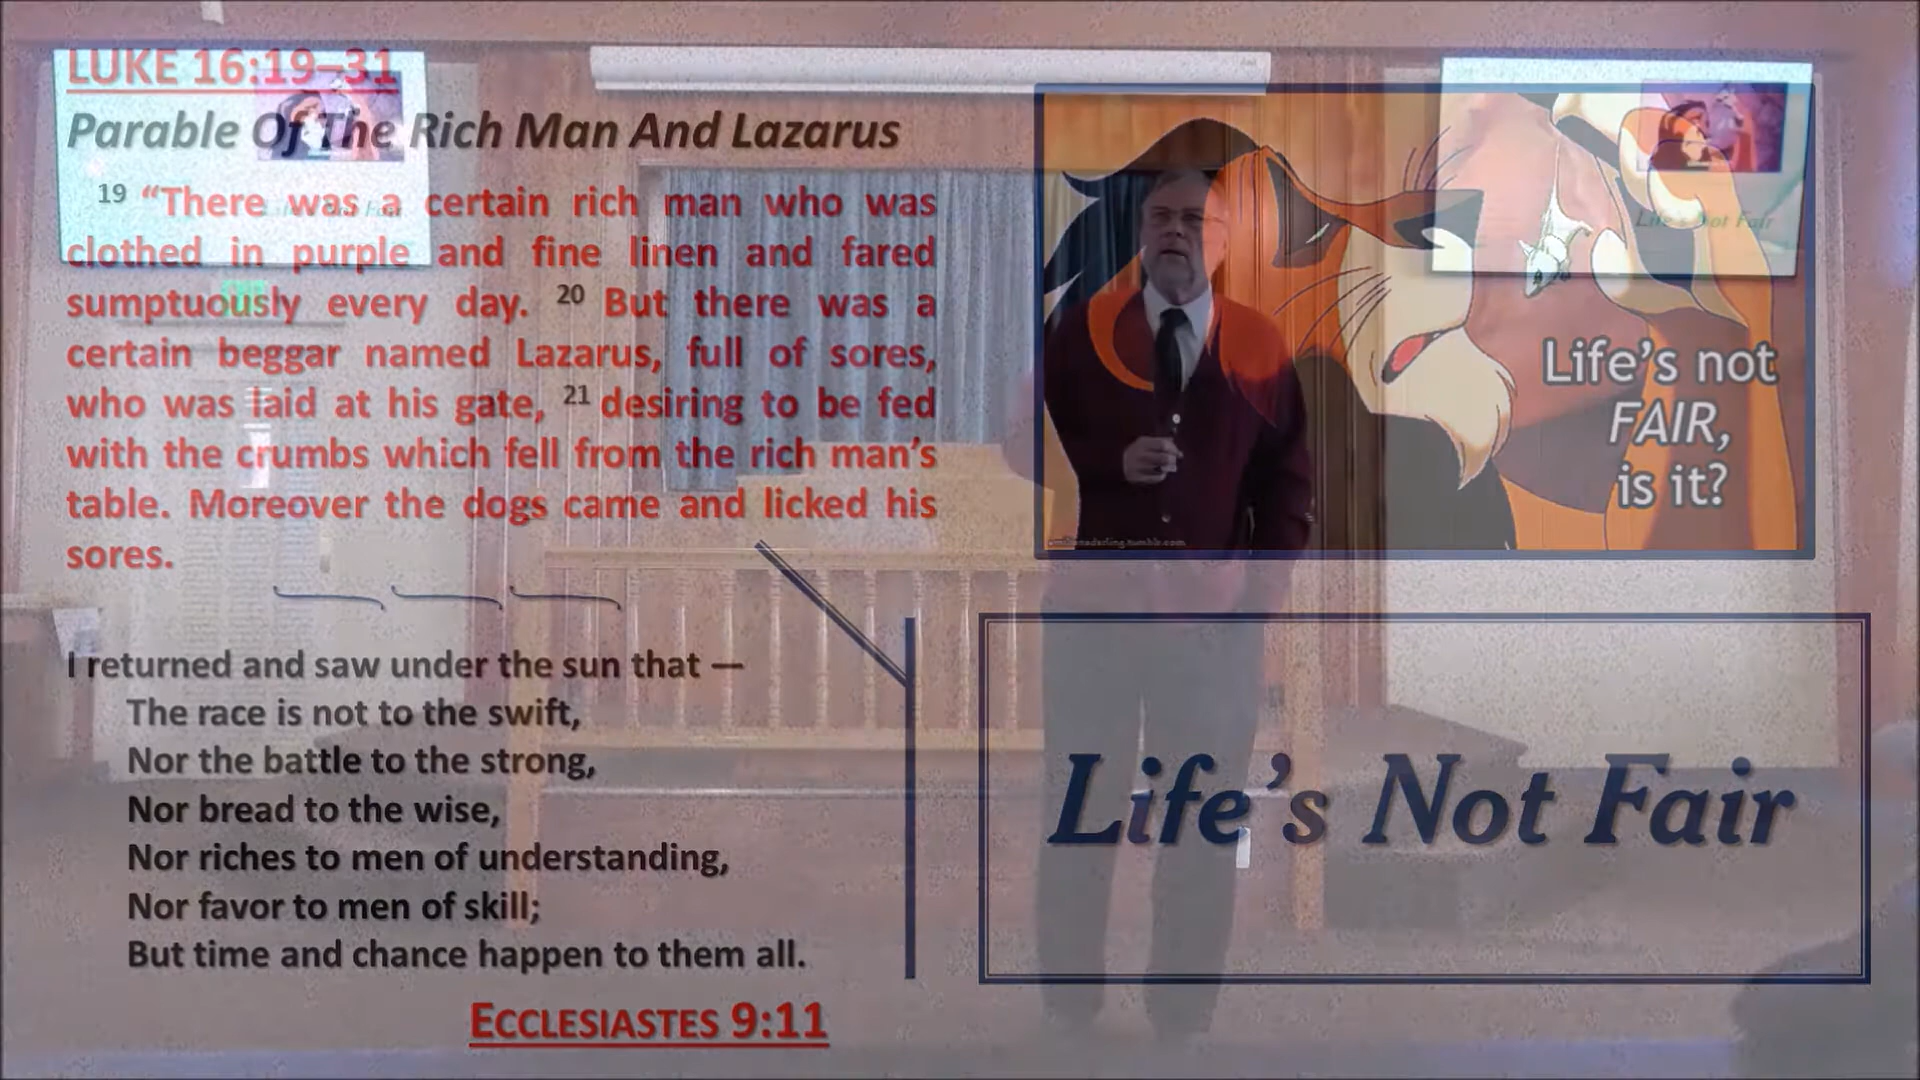 LUKE 16:19–31
Parable Of The Rich Man And Lazarus
19 “There was a certain rich man who was
clothed in purple and fine linen and fared
sumptuously every day. 20 But there was a
certain beggar named Lazarus, full of sores,
who was laid at his gate, 21 desiring to be fed
with the crumbs which fell from the rich man’s
table. Moreover the dogs came and licked his
sores.
I returned and saw under the sun that —
The race is not to the swift,
Nor the battle to the strong,
Nor bread to the wise,
Nor riches to men of understanding,
Nor favor to men of skill;
But time and chance happen to them all.
ECCLESIASTES 9:11
Life’s Not Fair
Life’s not
FAIR,
is it?
Life’s Not Fair